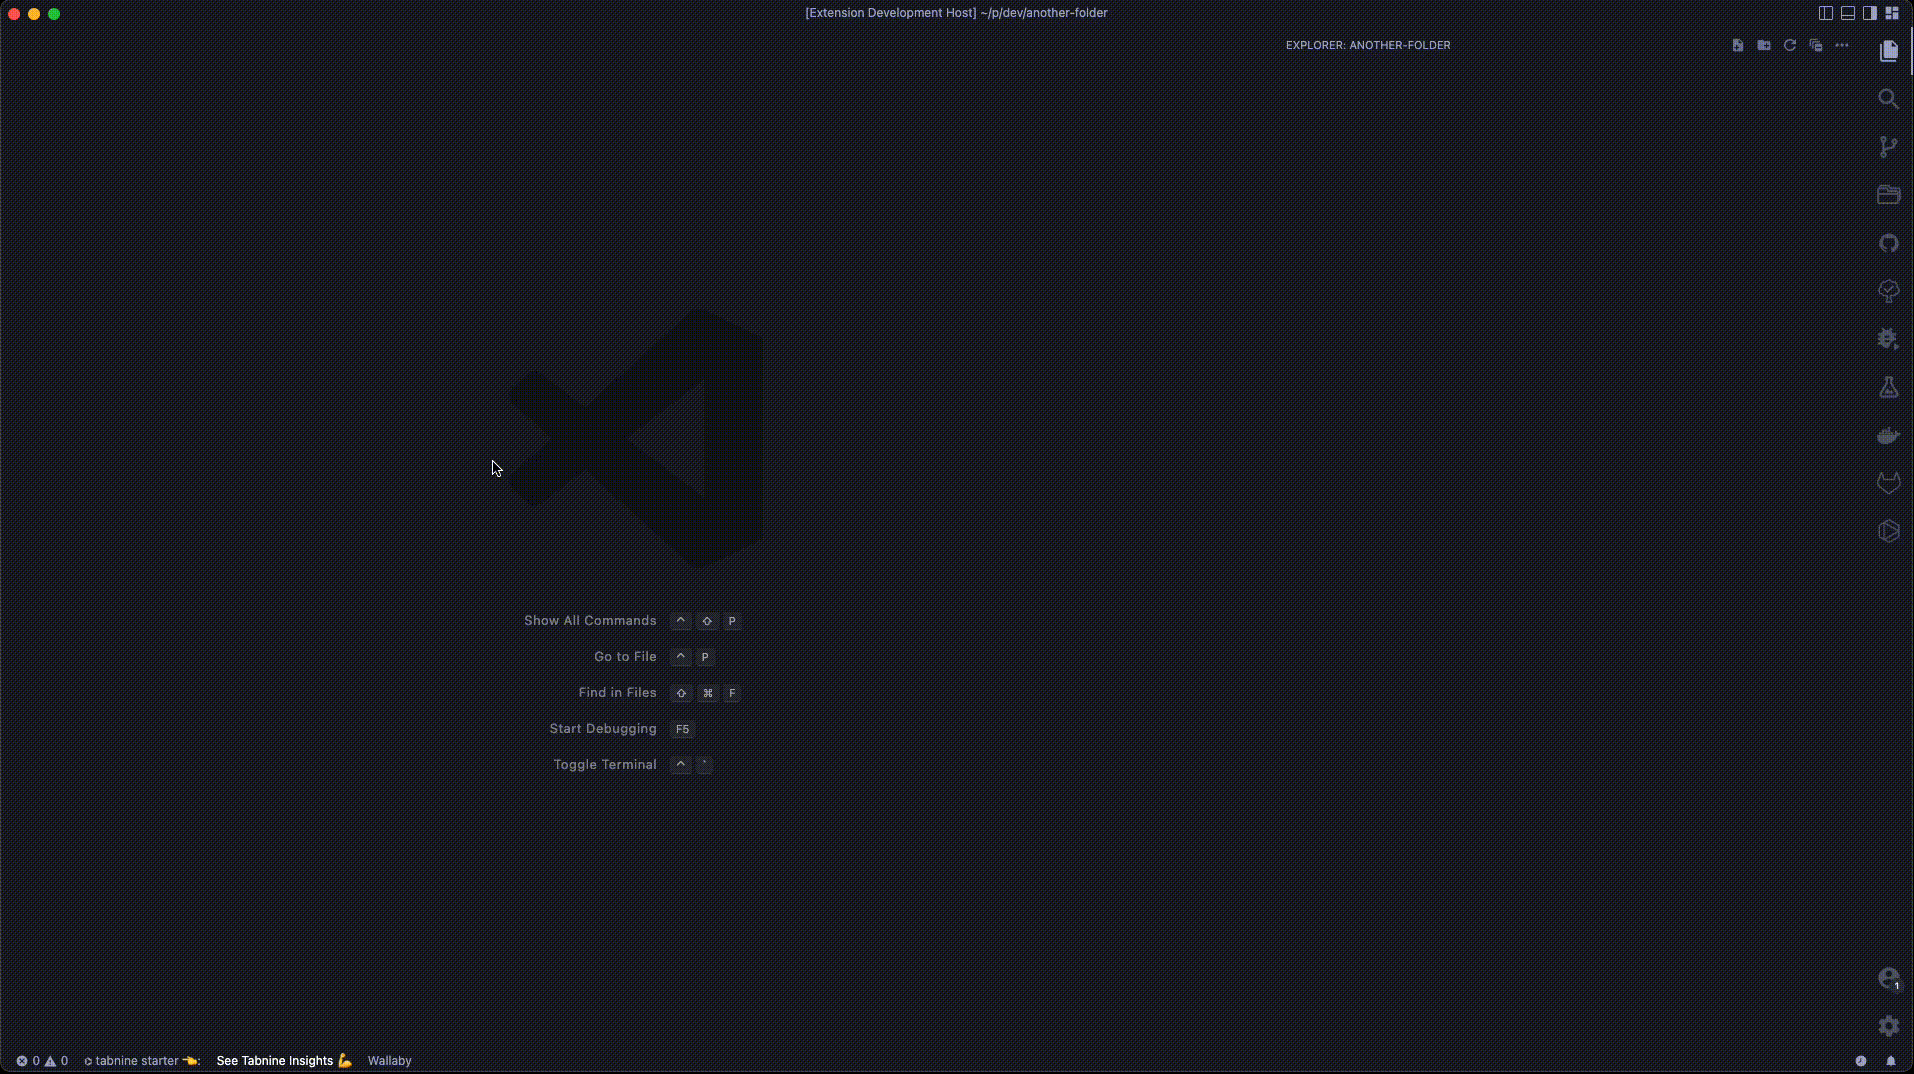 [Extension Development Host] ~/p/dev/another-folder
EXPLORER: ANOTHER-FOLDER
Show All Commands ^ ⇧ P
Go to File ^ P
Find in Files ⇧ ⌘ F
Start Debugging F5
Toggle Terminal ^ `
1
0 0 tabnine starter 👈: See Tabnine Insights 💪 Wallaby